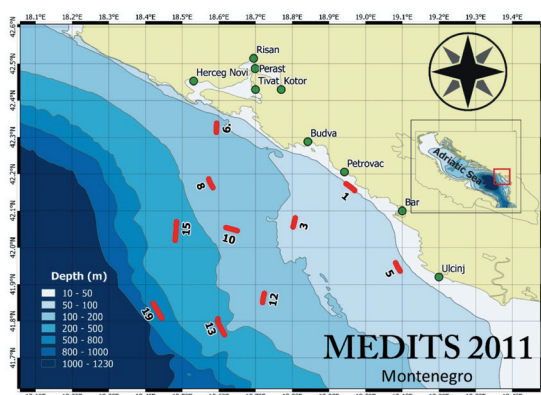 18.1°E 18.2°E 18.3°E 18.4°E 18.5°E 18.6°E 18.7°E 18.8°E 18.9°E 19.0°E 19.1°E 19.2°E 19.3°E 19.4°E
42.6°N
Risan
42.5°N
Perast
Herceg Novi
Tivat Kotor
42.4°N
Budva
42.3°N
Adriatic Sea
Petrovac
42.2°N
8
1
Bar
42.1°N
15
10
3
42.0°N
5
Ulcinj
41.9°N
12
19
13
41.8°N
41.7°N
Depth (m)
10 - 50
50 - 100
100 - 200
200 - 500
500 - 800
800 - 1000
1000 - 1230
MEDITS 2011
Montenegro